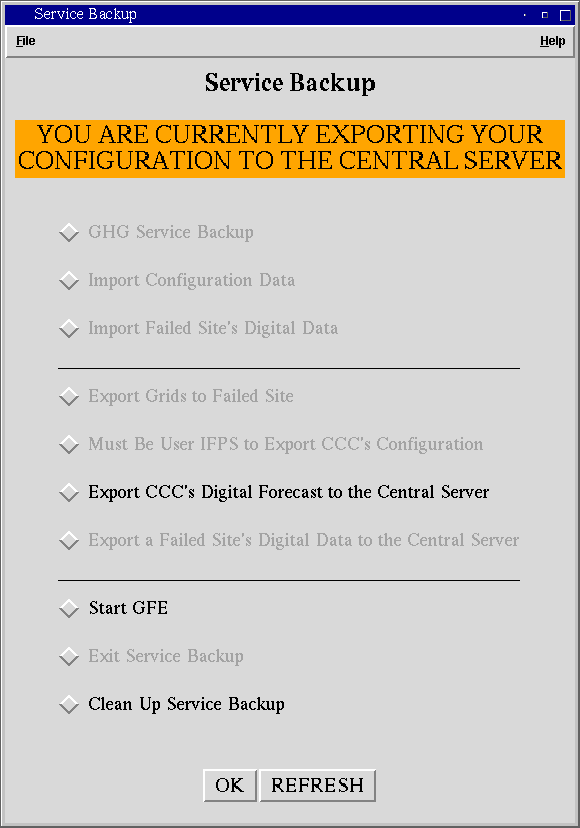 Service Backup
File Help
Service Backup
YOU ARE CURRENTLY EXPORTING YOUR
CONFIGURATION TO THE CENTRAL SERVER
GHG Service Backup
Import Configuration Data
Import Failed Site's Digital Data
Export Grids to Failed Site
Must Be User IFPS to Export CCC's Configuration
Export CCC's Digital Forecast to the Central Server
Export a Failed Site's Digital Data to the Central Server
Start GFE
Exit Service Backup
Clean Up Service Backup
OK REFRESH